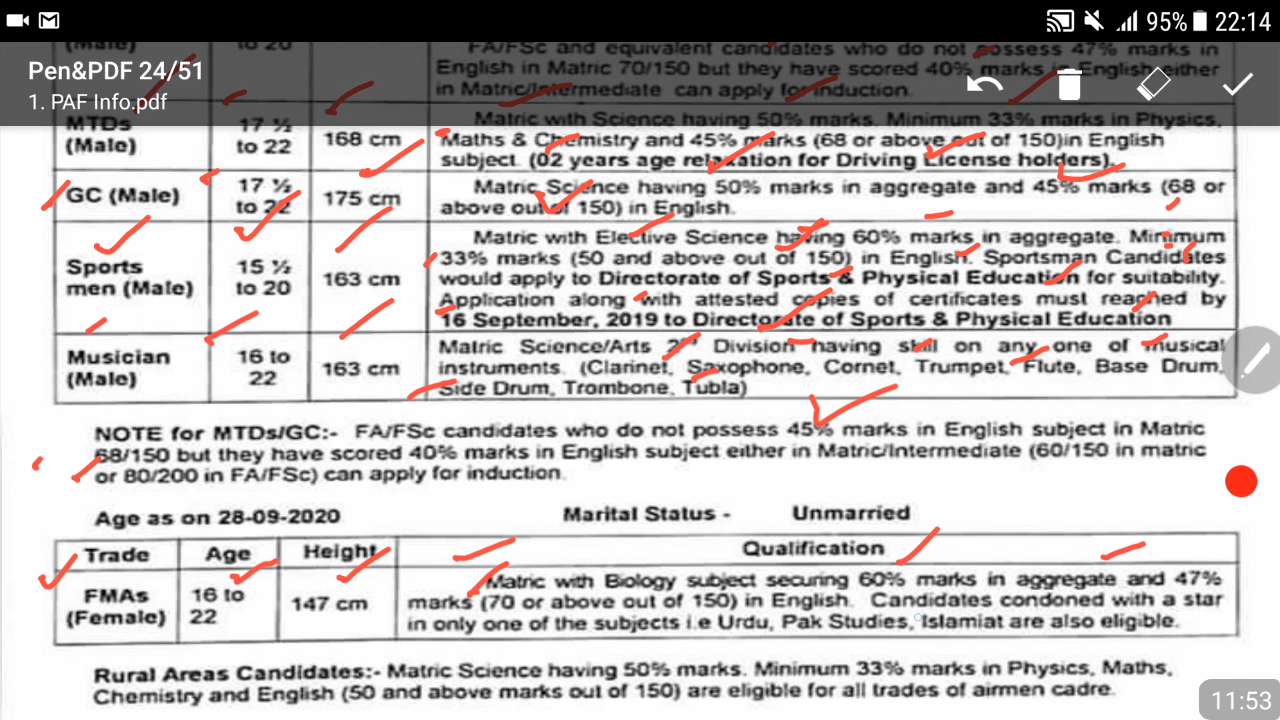 95% 22:14
Pen&PDF 24/51
1. PAF Info.pdf
(Male) to 20
FA/FSc and equivalent candidates who do not possess 47% marks in
English in Matric 70/150 but they have scored 40% marks in English either
in Matric/Intermediate can apply for induction.
MTDs
(Male)
17 ½
to 22
168 cm
Matric with Science having 50% marks. Minimum 33% marks in Physics,
Maths & Chemistry and 45% marks (68 or above out of 150)in English
subject. (02 years age relaxation for Driving License holders).
GC (Male)
17 ½
to 22
175 cm
Matric Science having 50% marks in aggregate and 45% marks (68 or
above out of 150) in English.
Sports
men (Male)
15 ½
to 20
163 cm
Matric with Elective Science having 60% marks in aggregate. Minimum
33% marks (50 and above out of 150) in English. Sportsman Candidates
would apply to Directorate of Sports & Physical Education for suitability.
Application along with attested copies of certificates must reached by
16 September, 2019 to Directorate of Sports & Physical Education
Musician
(Male)
16 to
22
163 cm
Matric Science/Arts 2nd Division having skill on any one of musical
instruments. (Clarinet, Saxophone, Cornet, Trumpet, Flute, Base Drum,
Side Drum, Trombone, Tubla)
NOTE for MTDs/GC:- FA/FSc candidates who do not possess 45% marks in English subject in Matric
68/150 but they have scored 40% marks in English subject either in Matric/Intermediate (60/150 in matric
or 80/200 in FA/FSc) can apply for induction.
Age as on 28-09-2020 Marital Status - Unmarried
Trade Age Height Qualification
FMAs
(Female)
16 to
22
147 cm
Matric with Biology subject securing 60% marks in aggregate and 47%
marks (70 or above out of 150) in English. Candidates condoned with a star
in only one of the subjects i.e Urdu, Pak Studies, Islamiat are also eligible.
Rural Areas Candidates:- Matric Science having 50% marks. Minimum 33% marks in Physics, Maths,
Chemistry and English (50 and above marks out of 150) are eligible for all trades of airmen cadre.
11:53